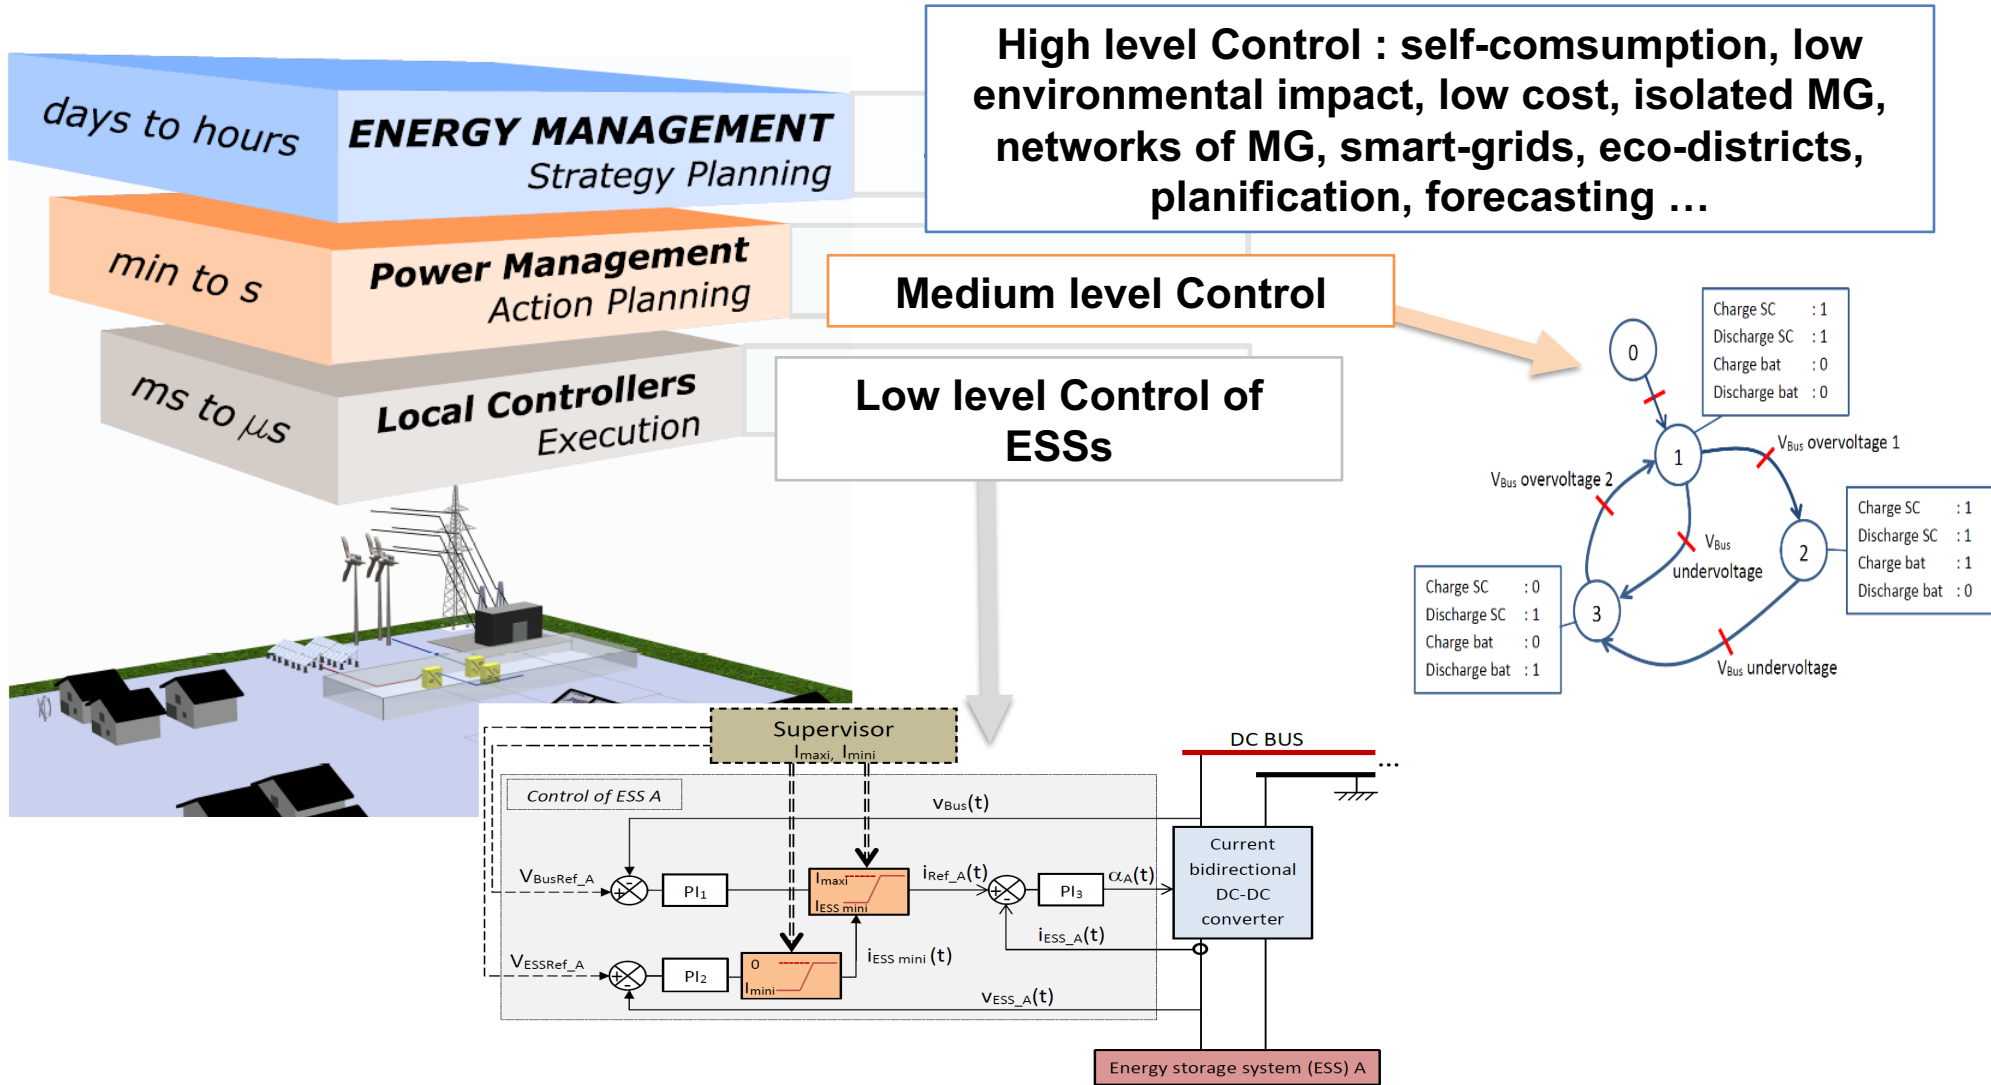 High level Control : self-comsumption, low
environmental impact, low cost, isolated MG,
networks of MG, smart-grids, eco-districts,
planification, forecasting ...
days to hours
ENERGY MANAGEMENT
Strategy Planning
min to s
Power Management
Action Planning
Medium level Control
ms to µs
Local Controllers
Execution
Low level Control of
ESSs
0
Charge SC : 1
Discharge SC : 1
Charge bat : 0
Discharge bat : 0
1
VBus overvoltage 1
VBus overvoltage 2
VBus
undervoltage
2
Charge SC : 1
Discharge SC : 1
Charge bat : 1
Discharge bat : 0
Charge SC : 0
Discharge SC : 1
Charge bat : 0
Discharge bat : 1
3
VBus undervoltage
Supervisor
Imaxi, Imini
DC BUS
...
Control of ESS A
vBus(t)
VBusRef_A
+
-
PI1
Imaxi
IESS mini
iRef_A(t)
+
-
PI3
αA(t)
Current
bidirectional
DC-DC
converter
iESS_A(t)
VESSRef_A
+
-
PI2
0
Imini
iESS mini (t)
vESS_A(t)
Energy storage system (ESS) A